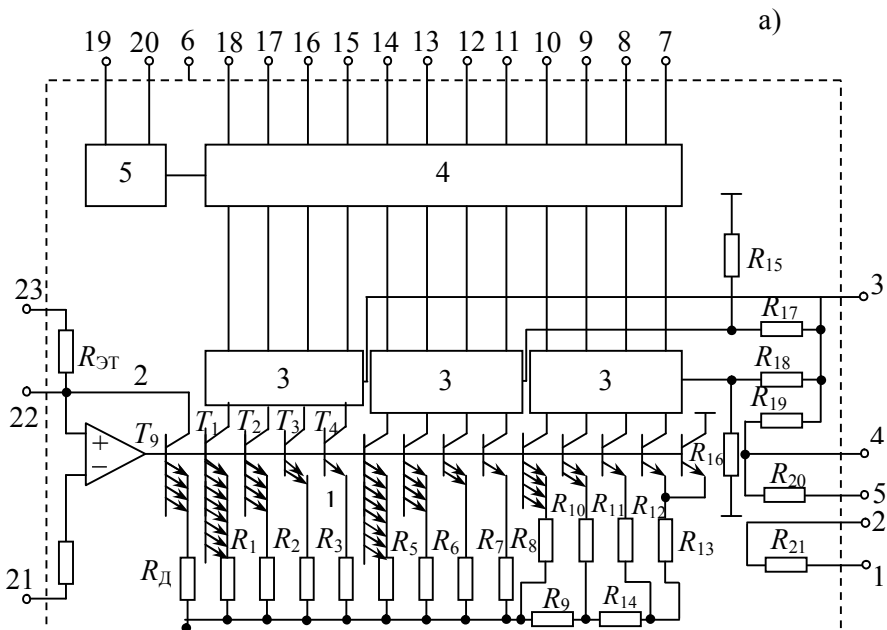 а)
19 20 6 18 17 16 15 14 13 12 11 10 9 8 7
5 4
R15
3
23
R17
RЭТ 2 3 3 3 R18
R19
22 T9 T1 T2 T3 T4
+ R16 4
−
R20 5
1 R10 R11 R12 2
R1 R2 R3 R5 R6 R7 R8 R13 R21
RД 1
21 R9 R14